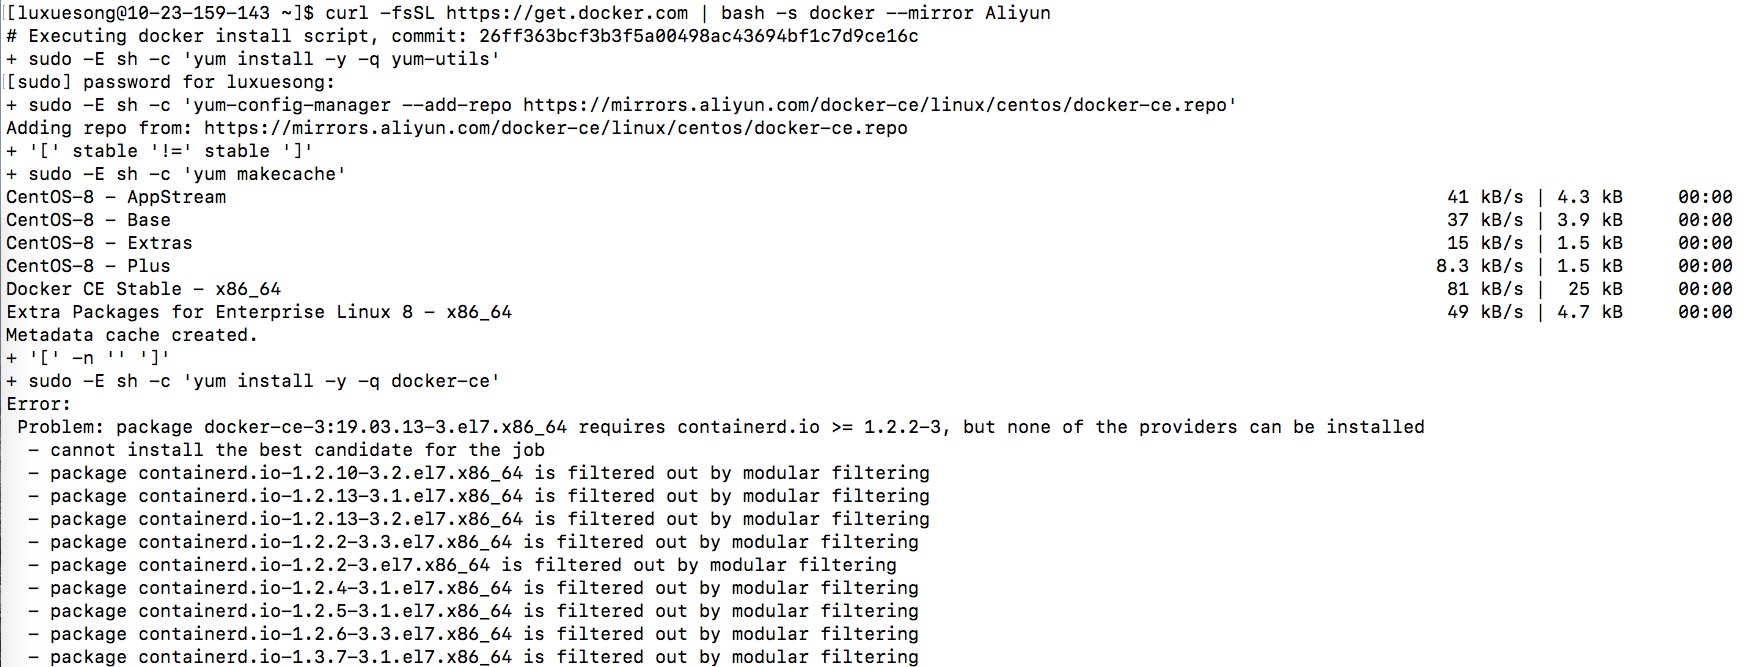 [luxuesong@10-23-159-143 ~]$ curl -fsSL https://get.docker.com | bash -s docker --mirror Aliyun
# Executing docker install script, commit: 26ff363bcf3b3f5a00498ac43694bf1c7d9ce16c
+ sudo -E sh -c 'yum install -y -q yum-utils'
[sudo] password for luxuesong:
+ sudo -E sh -c 'yum-config-manager --add-repo https://mirrors.aliyun.com/docker-ce/linux/centos/docker-ce.repo'
Adding repo from: https://mirrors.aliyun.com/docker-ce/linux/centos/docker-ce.repo
+ '[' stable '!=' stable ']'
+ sudo -E sh -c 'yum makecache'
CentOS-8 - AppStream 41 kB/s | 4.3 kB 00:00
CentOS-8 - Base 37 kB/s | 3.9 kB 00:00
CentOS-8 - Extras 15 kB/s | 1.5 kB 00:00
CentOS-8 - Plus 8.3 kB/s | 1.5 kB 00:00
Docker CE Stable - x86_64 81 kB/s | 25 kB 00:00
Extra Packages for Enterprise Linux 8 - x86_64 49 kB/s | 4.7 kB 00:00
Metadata cache created.
+ '[' -n '' ']'
+ sudo -E sh -c 'yum install -y -q docker-ce'
Error:
Problem: package docker-ce-3:19.03.13-3.el7.x86_64 requires containerd.io >= 1.2.2-3, but none of the providers can be installed
- cannot install the best candidate for the job
- package containerd.io-1.2.10-3.2.el7.x86_64 is filtered out by modular filtering
- package containerd.io-1.2.13-3.1.el7.x86_64 is filtered out by modular filtering
- package containerd.io-1.2.13-3.2.el7.x86_64 is filtered out by modular filtering
- package containerd.io-1.2.2-3.3.el7.x86_64 is filtered out by modular filtering
- package containerd.io-1.2.2-3.el7.x86_64 is filtered out by modular filtering
- package containerd.io-1.2.4-3.1.el7.x86_64 is filtered out by modular filtering
- package containerd.io-1.2.5-3.1.el7.x86_64 is filtered out by modular filtering
- package containerd.io-1.2.6-3.3.el7.x86_64 is filtered out by modular filtering
- package containerd.io-1.3.7-3.1.el7.x86_64 is filtered out by modular filtering